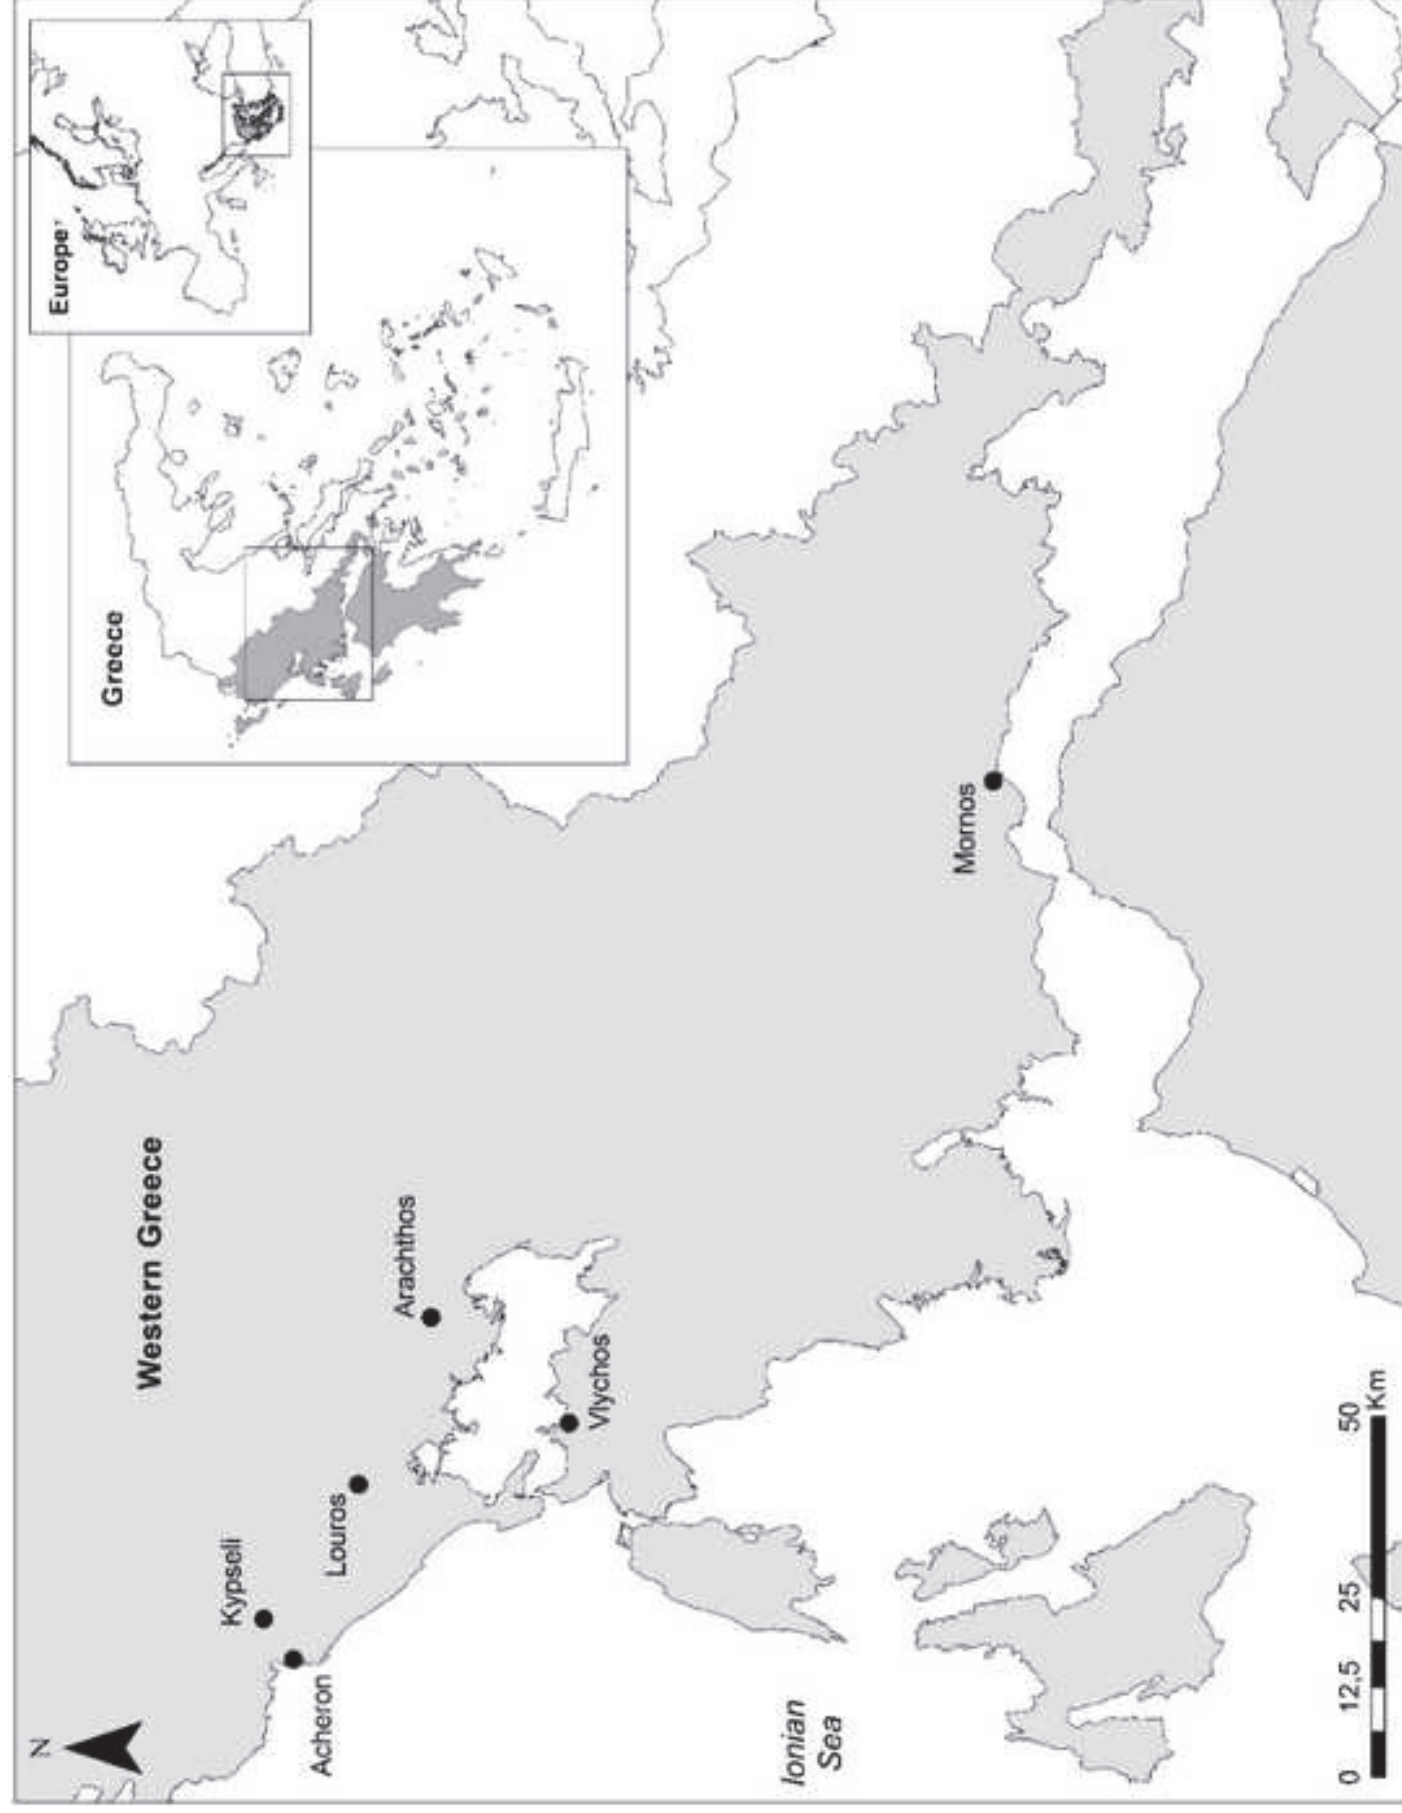 N
Western Greece
Europe
Greece
Kypseli
Acheron
Louros
Arachthos
Vlychos
Mornos
Ionian
Sea
0 12,5 25 50
Km